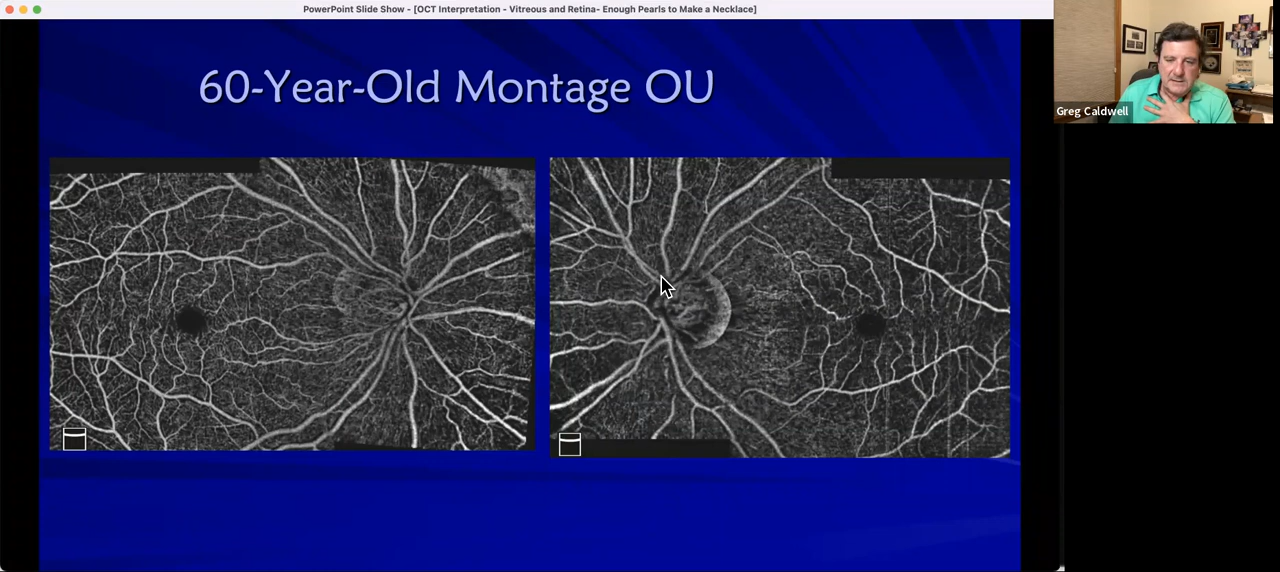 PowerPoint Slide Show - [OCT Interpretation - Vitreous and Retina- Enough Pearls to Make a Necklace]
60-Year-Old Montage OU
Greg Caldwell